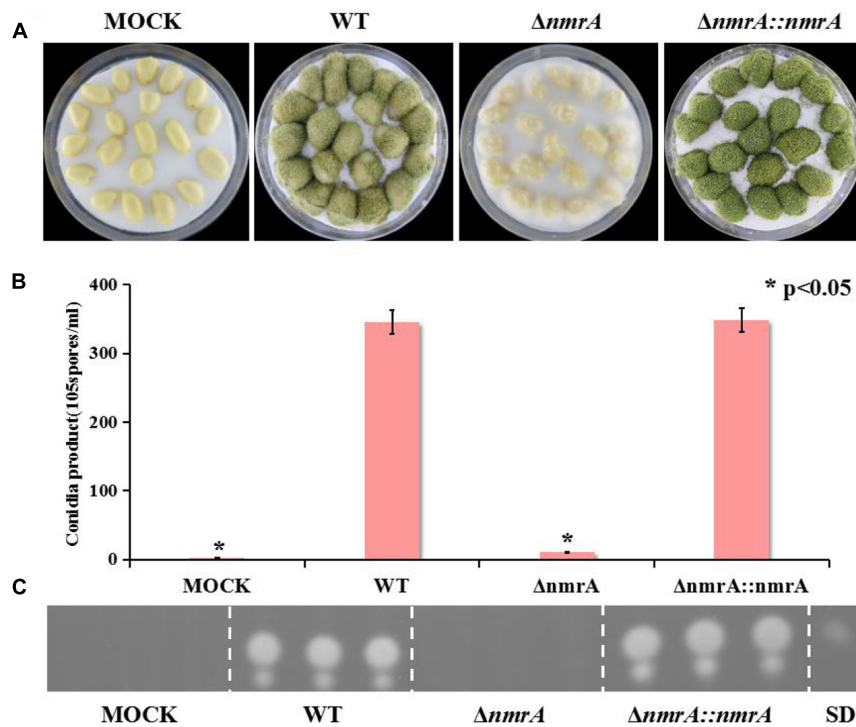 MOCK WT ΔnmrA ΔnmrA::nmrA
A
B
* p<0.05
400
300
200
100
0
Conidia product(105spores/ml)
* *
MOCK WT ΔnmrA ΔnmrA::nmrA
C
MOCK WT ΔnmrA ΔnmrA::nmrA SD